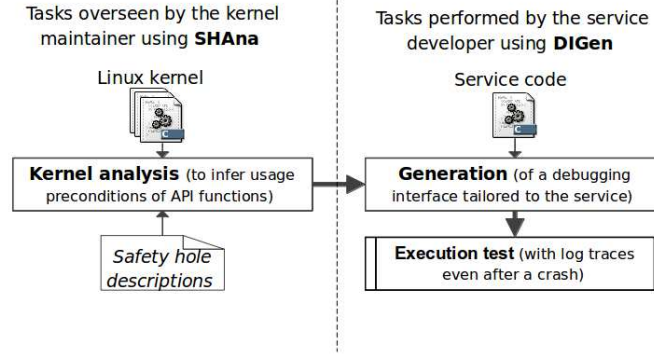 Tasks overseen by the kernel
maintainer using SHAna
Linux kernel
Kernel analysis (to infer usage
preconditions of API functions)
Safety hole
descriptions
Tasks performed by the service
developer using DIGen
Service code
Generation (of a debugging
interface tailored to the service)
Execution test (with log traces
even after a crash)